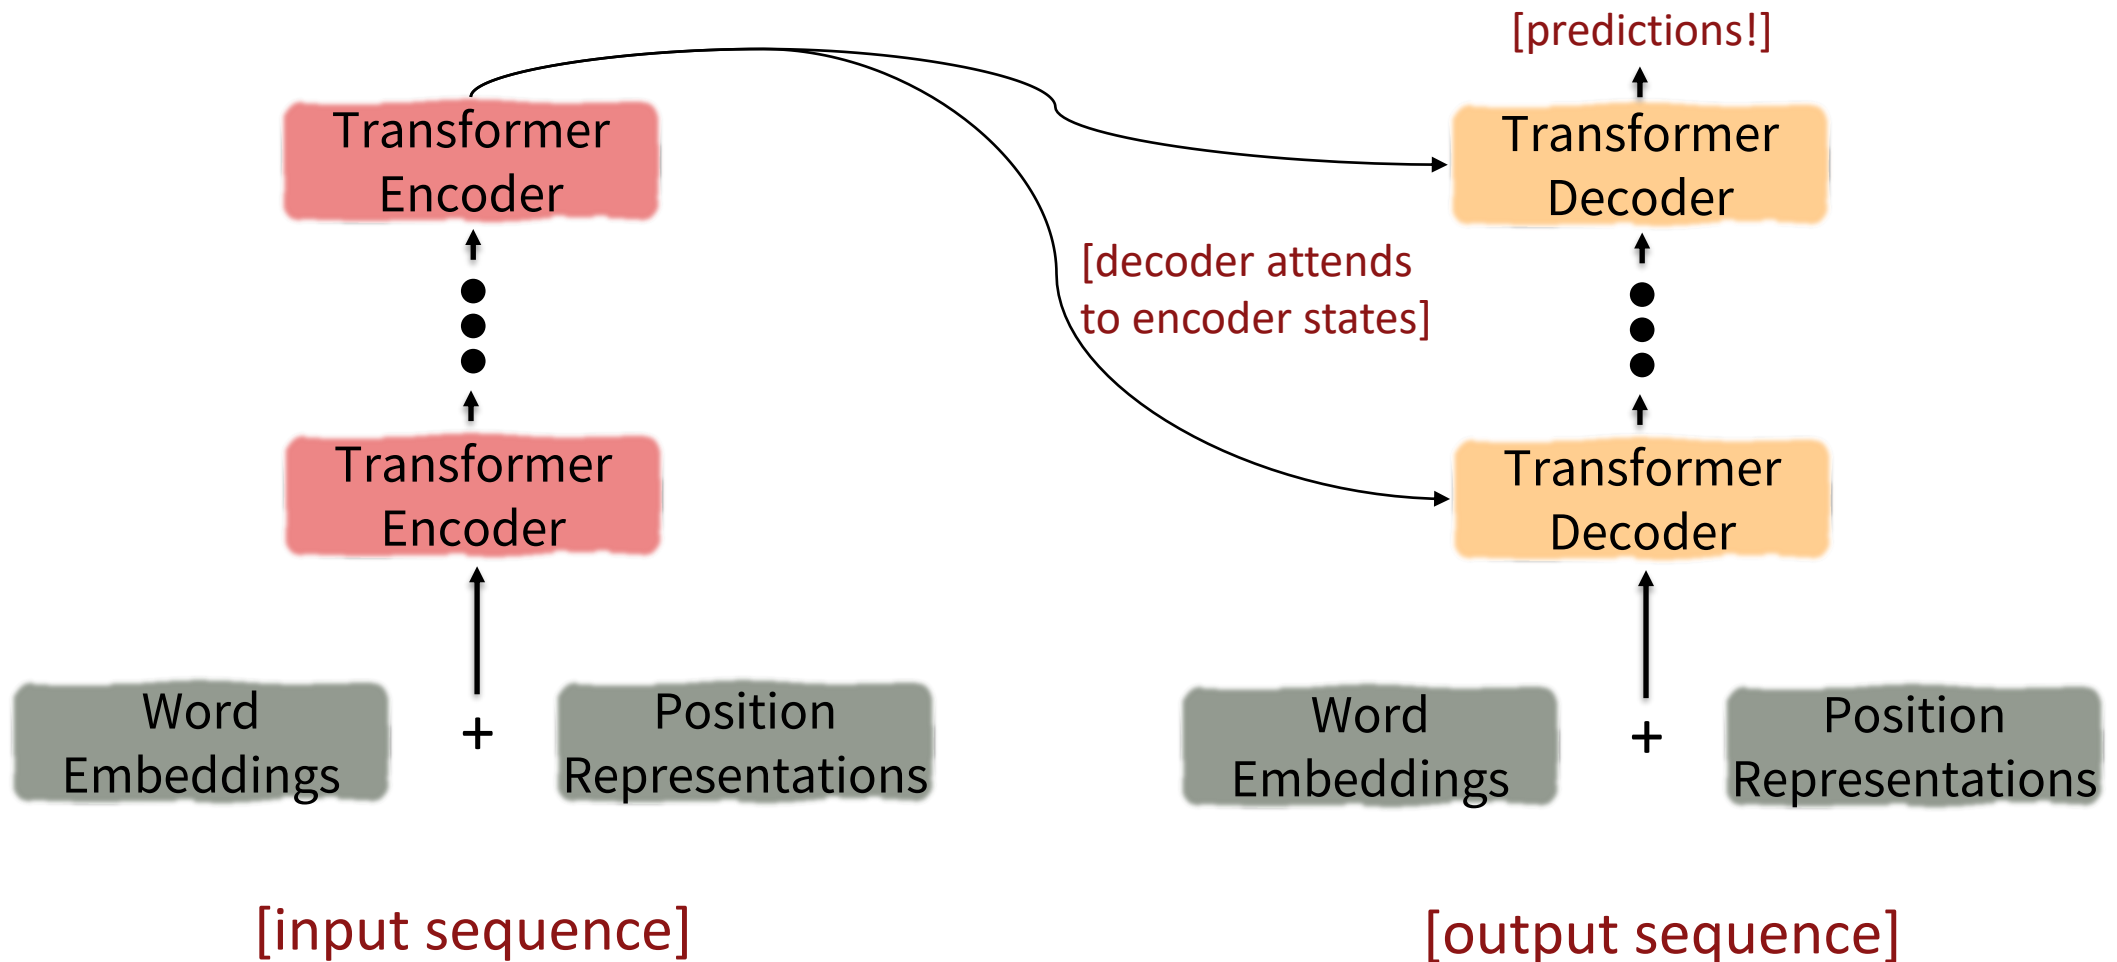 [predictions!]
Transformer
Encoder
Transformer
Decoder
[decoder attends
to encoder states]
Transformer
Encoder
Transformer
Decoder
Word
Embeddings
+
Position
Representations
Word
Embeddings
+
Position
Representations
[input sequence]
[output sequence]